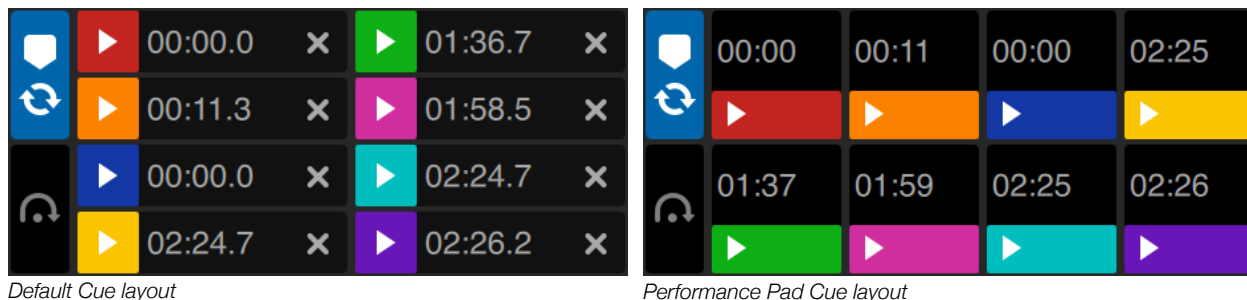 00:00.0 01:36.7
00:11.3 01:58.5
00:00.0 02:24.7
02:24.7 02:26.2
Default Cue layout
00:00 00:11 00:00 02:25
01:37 01:59 02:25 02:26
Performance Pad Cue layout